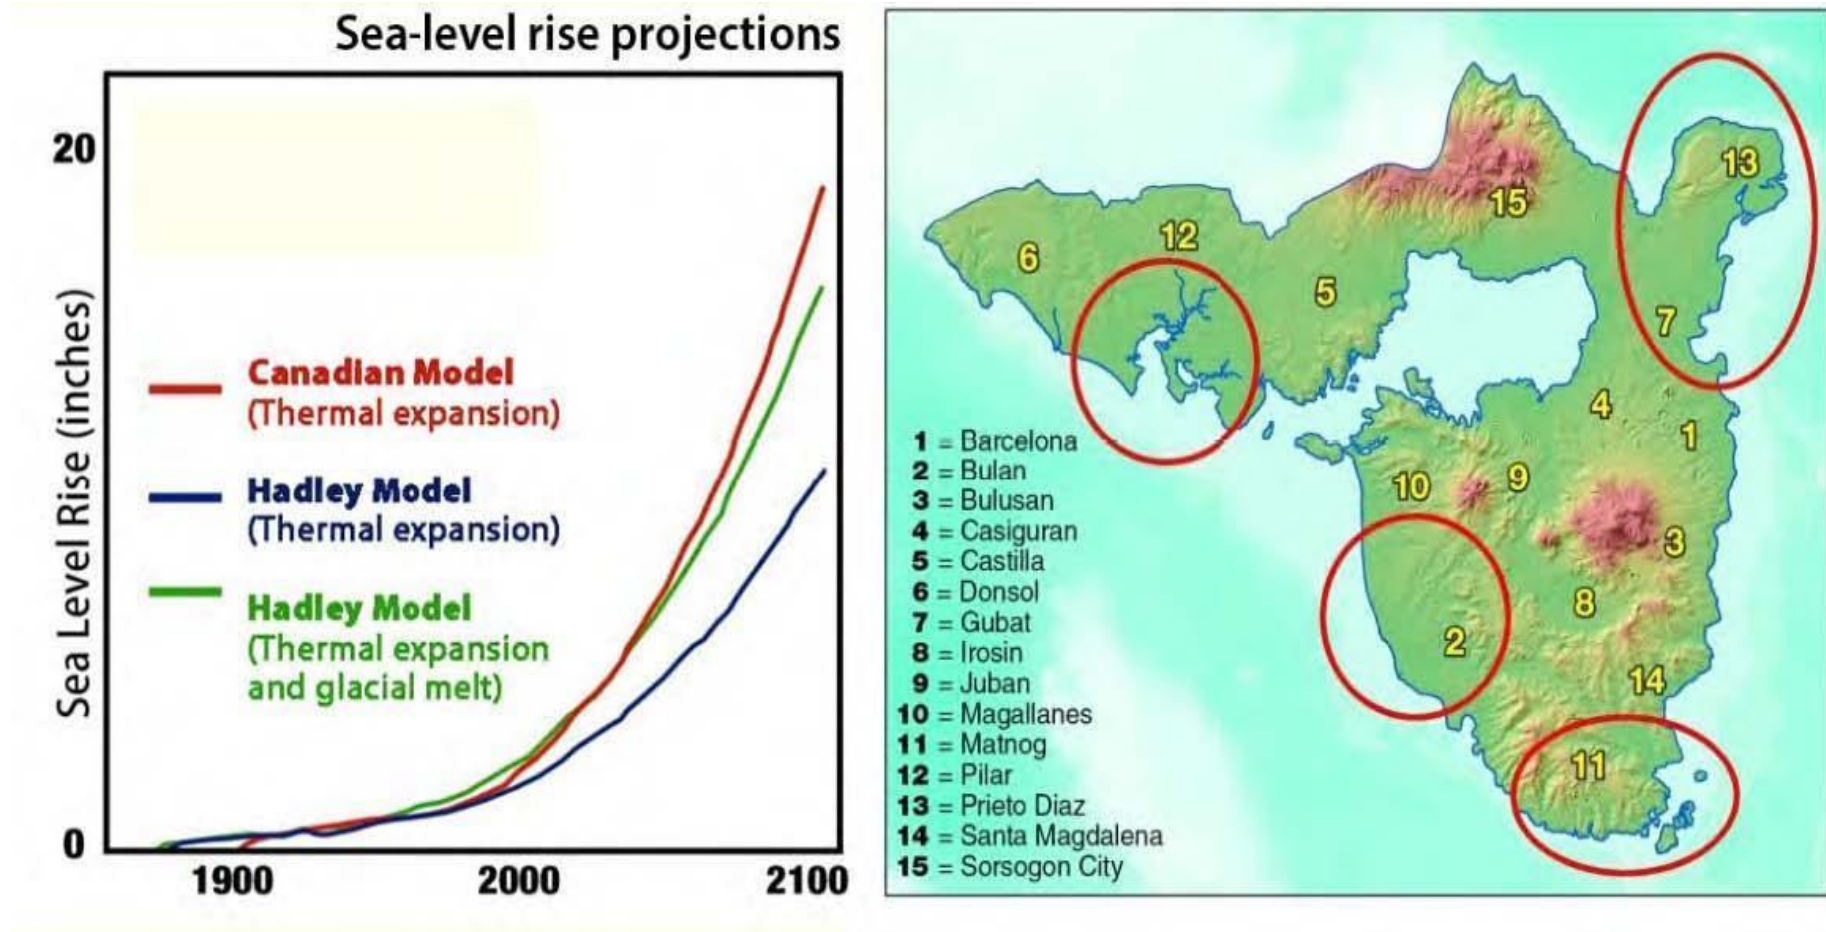 Sea-level rise projections
Sea Level Rise (inches)
20
0
1900
2000
2100
Canadian Model
(Thermal expansion)
Hadley Model
(Thermal expansion)
Hadley Model
(Thermal expansion
and glacial melt)
13
15
12
6
5
7
4
1
10
9
3
8
2
14
11
1 = Barcelona
2 = Bulan
3 = Bulusan
4 = Casiguran
5 = Castilla
6 = Donsol
7 = Gubat
8 = Irosin
9 = Juban
10 = Magallanes
11 = Matnog
12 = Pilar
13 = Prieto Diaz
14 = Santa Magdalena
15 = Sorsogon City